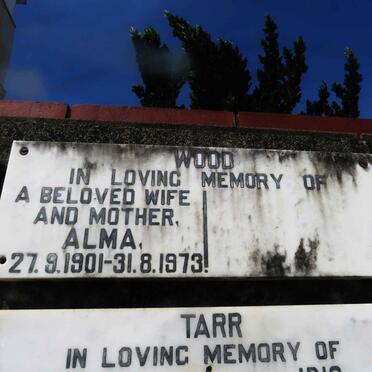 WOOD
IN LOVING MEMORY OF
A BELOVED WIFE
AND MOTHER,
ALMA,
27.9.1901-31.8.1973.
TARR
IN LOVING MEMORY OF